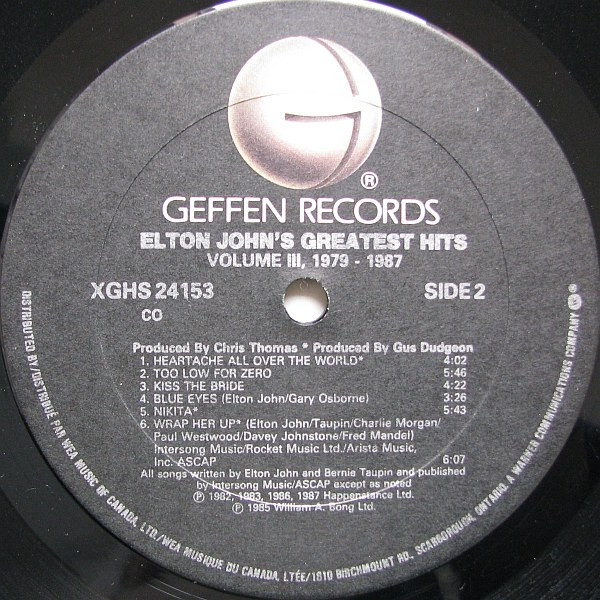 ®
GEFFEN RECORDS
ELTON JOHN'S GREATEST HITS
VOLUME III, 1979 - 1987
XGHS 24153
SIDE 2
CO
Produced By Chris Thomas * Produced By Gus Dudgeon
1. HEARTACHE ALL OVER THE WORLD* 4:02
2. TOO LOW FOR ZERO 5:46
3. KISS THE BRIDE 4:22
4. BLUE EYES (Elton John/Gary Osborne) 3:26
5. NIKITA* 5:43
6. WRAP HER UP* (Elton John/Taupin/Charlie Morgan/
Paul Westwood/Davey Johnstone/Fred Mandel)
Intersong Music/Rocket Music Ltd./Arista Music,
Inc. ASCAP 6:07
All songs written by Elton John and Bernie Taupin and published
by Intersong Music/ASCAP except as noted
℗ 1982, 1983, 1986, 1987 Happenstance Ltd.
℗ 1985 William A. Bong Ltd.
DISTRIBUTED BY/DISTRIBUÉ PAR WEA MUSIC OF CANADA, LTD./WEA MUSIQUE DU CANADA, LTÉE/1810 BIRCHMOUNT RD., SCARBOROUGH, ONTARIO. A WARNER COMMUNICATIONS COMPANY